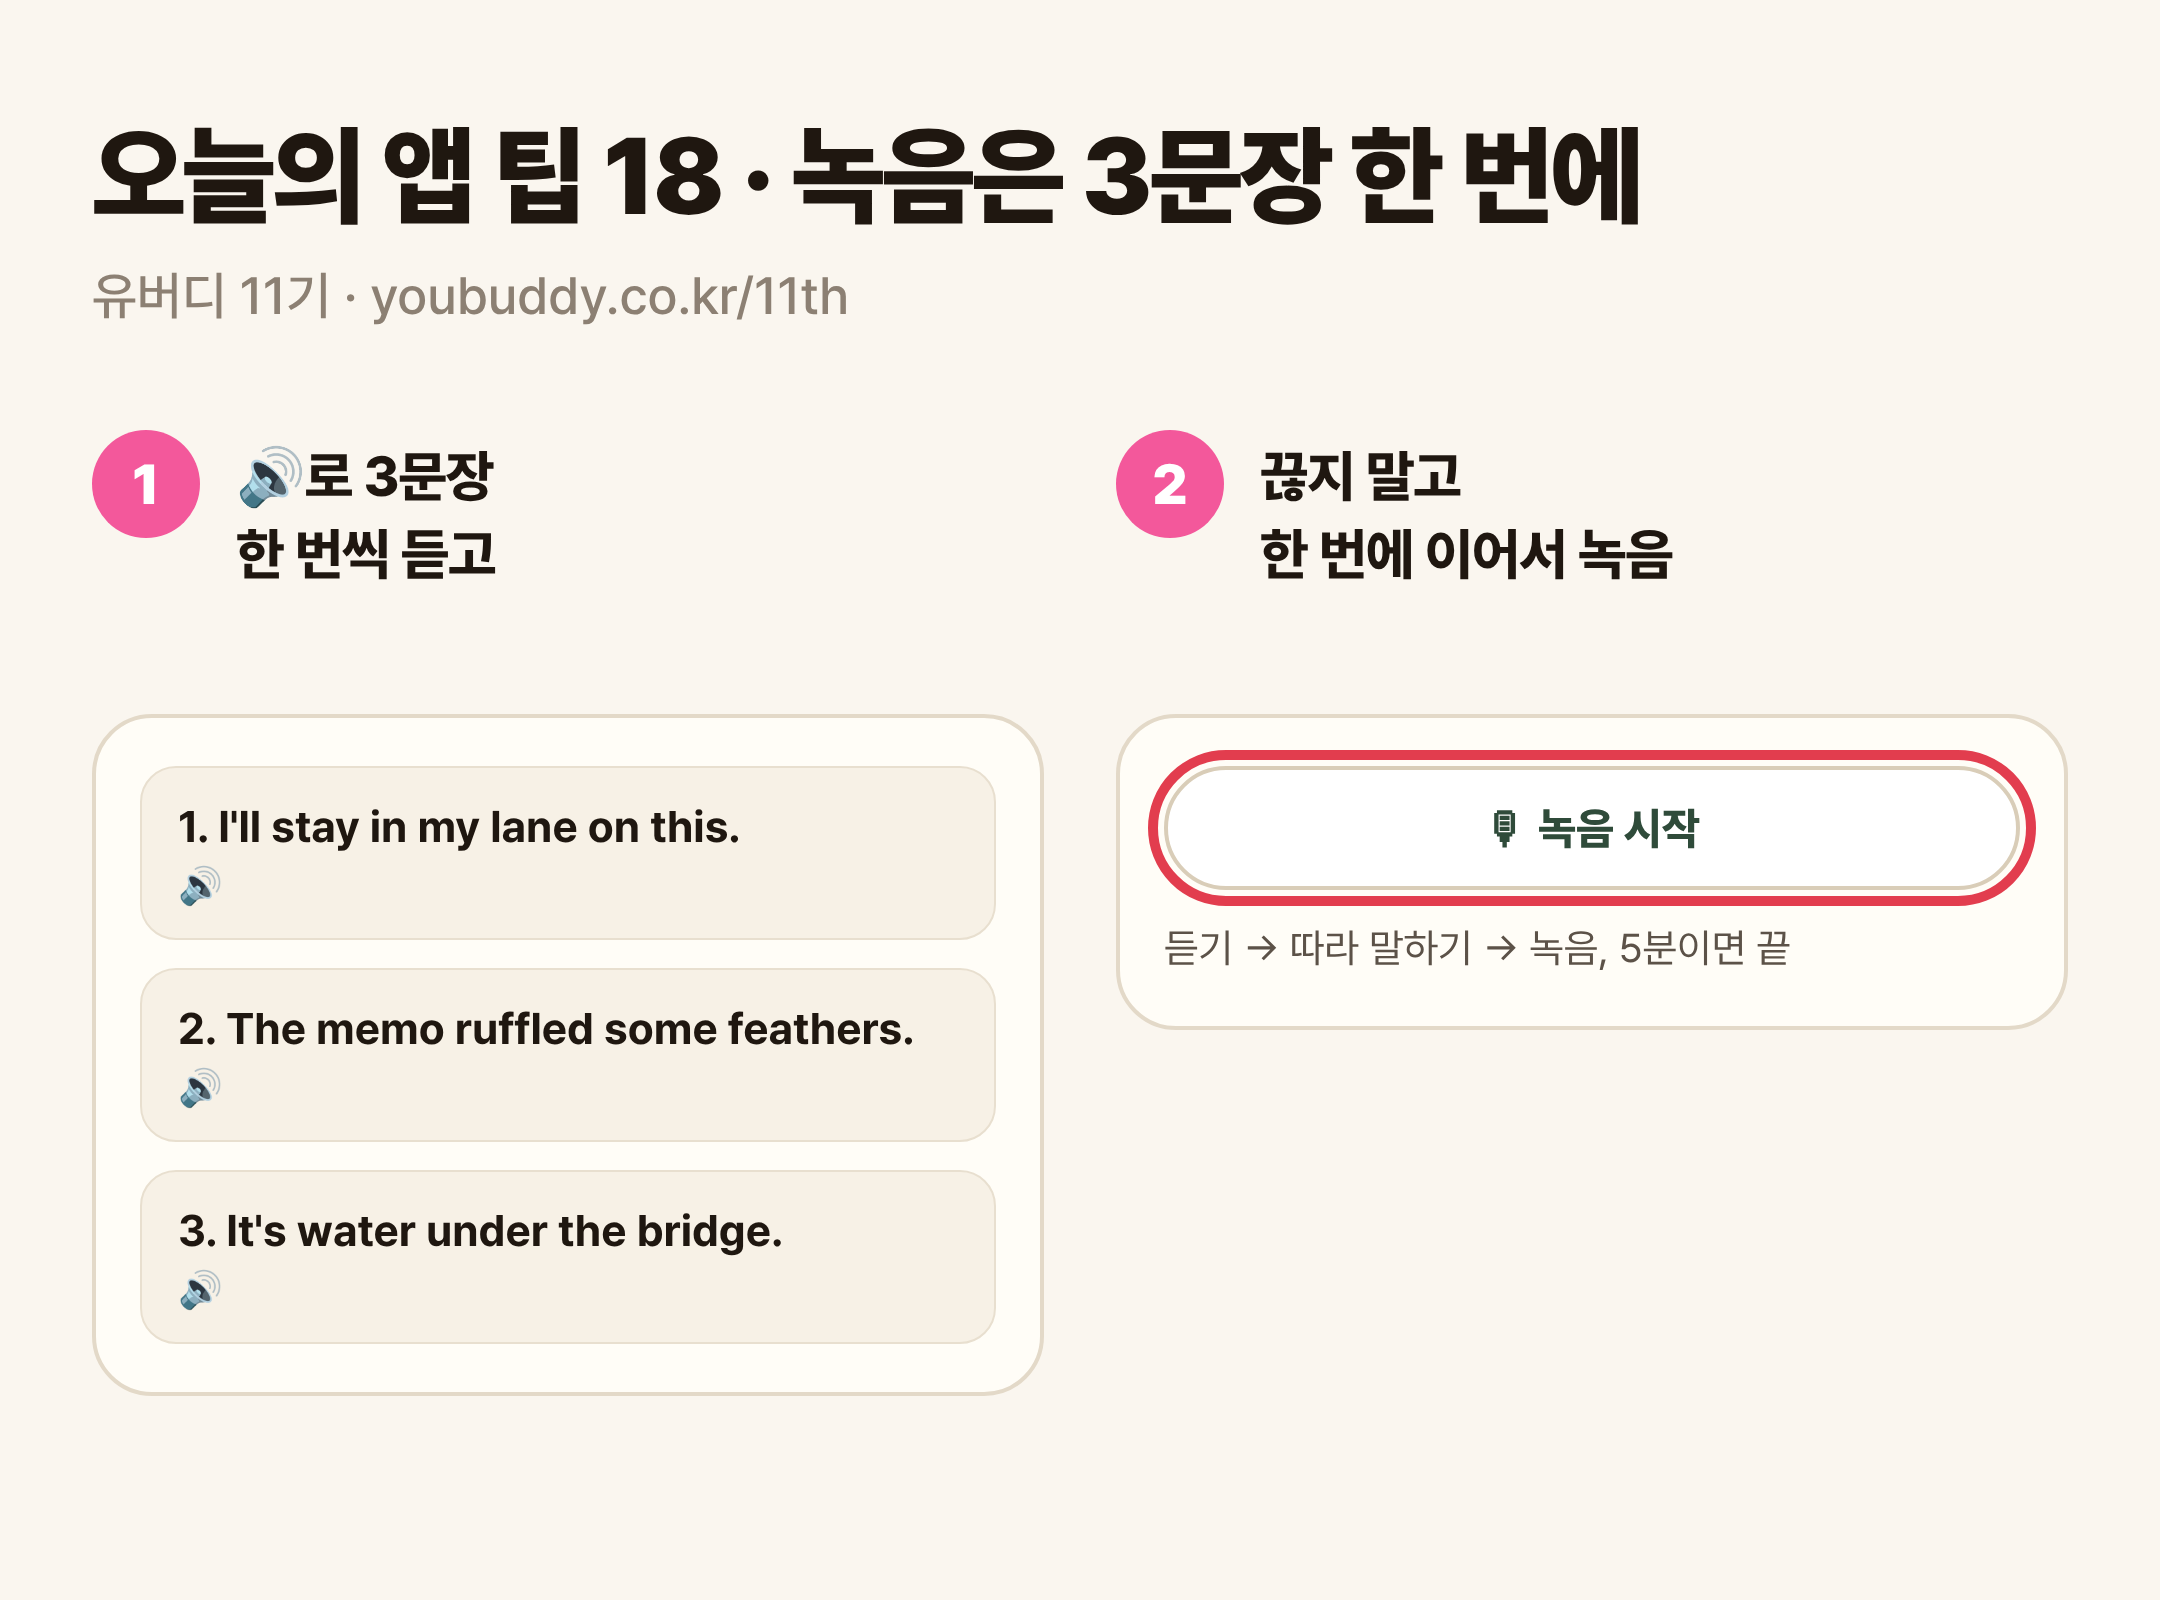 오늘의 앱 팁 18 · 녹음은 3문장 한 번에
유버디 11기 · youbuddy.co.kr/11th
1
🔊로 3문장
한 번씩 듣고
1. I'll stay in my lane on this.
🔊
2. The memo ruffled some feathers.
🔊
3. It's water under the bridge.
🔊
2
끊지 말고
한 번에 이어서 녹음
🎙 녹음 시작
듣기 → 따라 말하기 → 녹음, 5분이면 끝